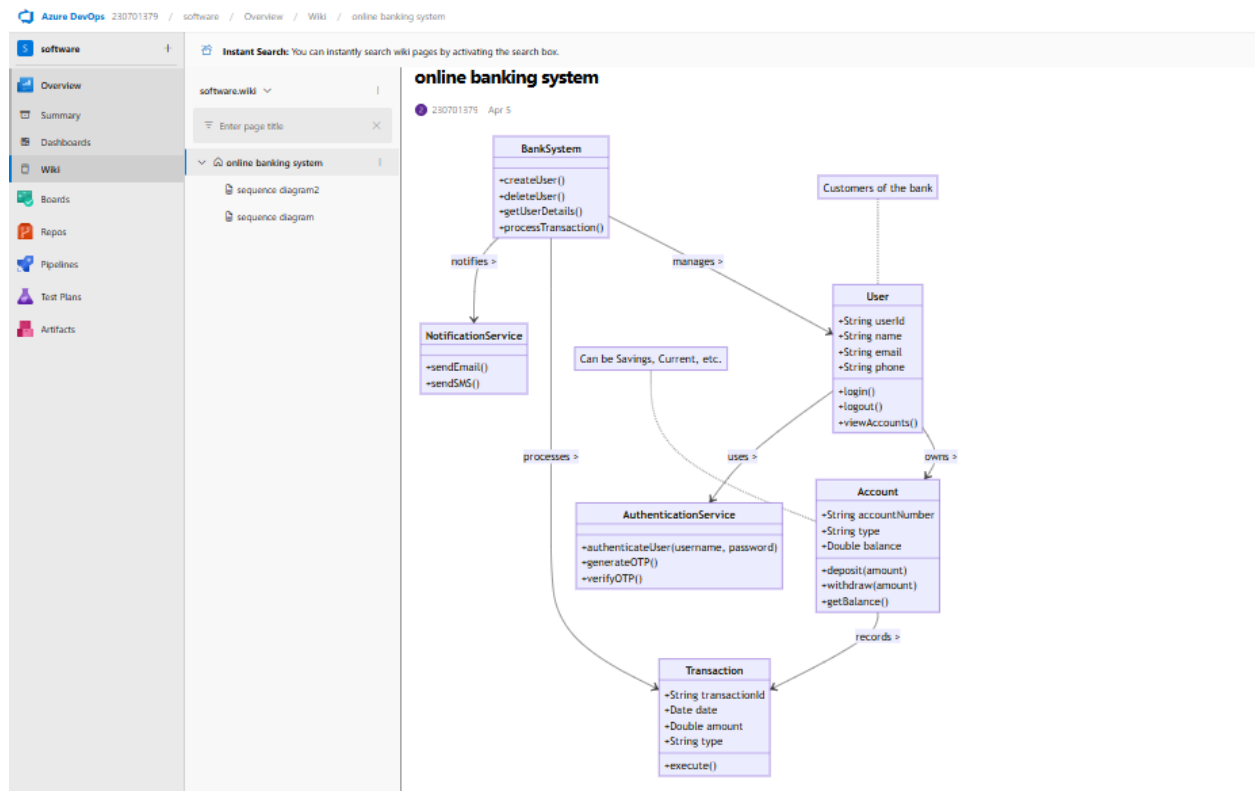 Azure DevOps 230701379 / software / Overview / Wiki / online banking system
S software +
Overview
Summary
Dashboards
Wiki
Boards
Repos
Pipelines
Test Plans
Artifacts
Instant Search: You can instantly search wiki pages by activating the search box.
software.wiki
Enter page title
online banking system
sequence diagram2
sequence diagram
online banking system
230701379 Apr 5
BankSystem
+createUser()
+deleteUser()
+getUserDetails()
+processTransaction()
Customers of the bank
notifies >
manages >
User
+String userId
+String name
+String email
+String phone
+login()
+logout()
+viewAccounts()
NotificationService
+sendEmail()
+sendSMS()
Can be Savings, Current, etc.
processes >
uses >
owns >
AuthenticationService
+authenticateUser(username, password)
+generateOTP()
+verifyOTP()
Account
+String accountNumber
+String type
+Double balance
+deposit(amount)
+withdraw(amount)
+getBalance()
records >
Transaction
+String transactionId
+Date date
+Double amount
+String type
+execute()